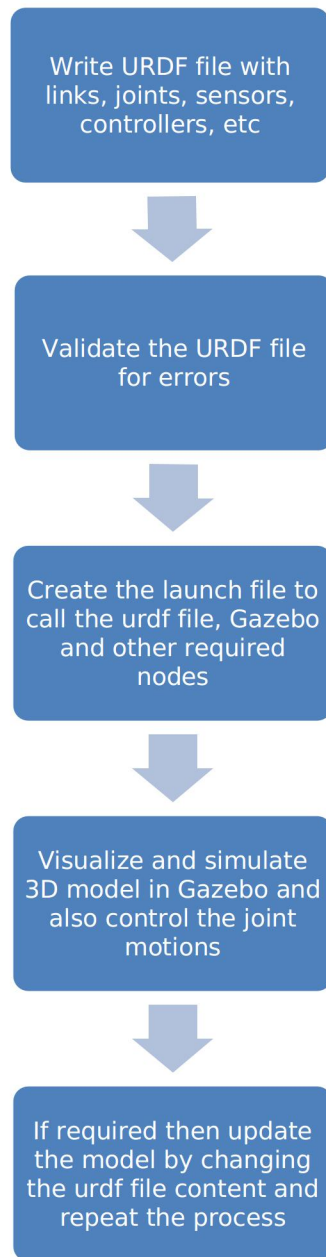 Write URDF file with
links, joints, sensors,
controllers, etc
Validate the URDF file
for errors
Create the launch file to
call the urdf file, Gazebo
and other required
nodes
Visualize and simulate
3D model in Gazebo and
also control the joint
motions
If required then update
the model by changing
the urdf file content and
repeat the process